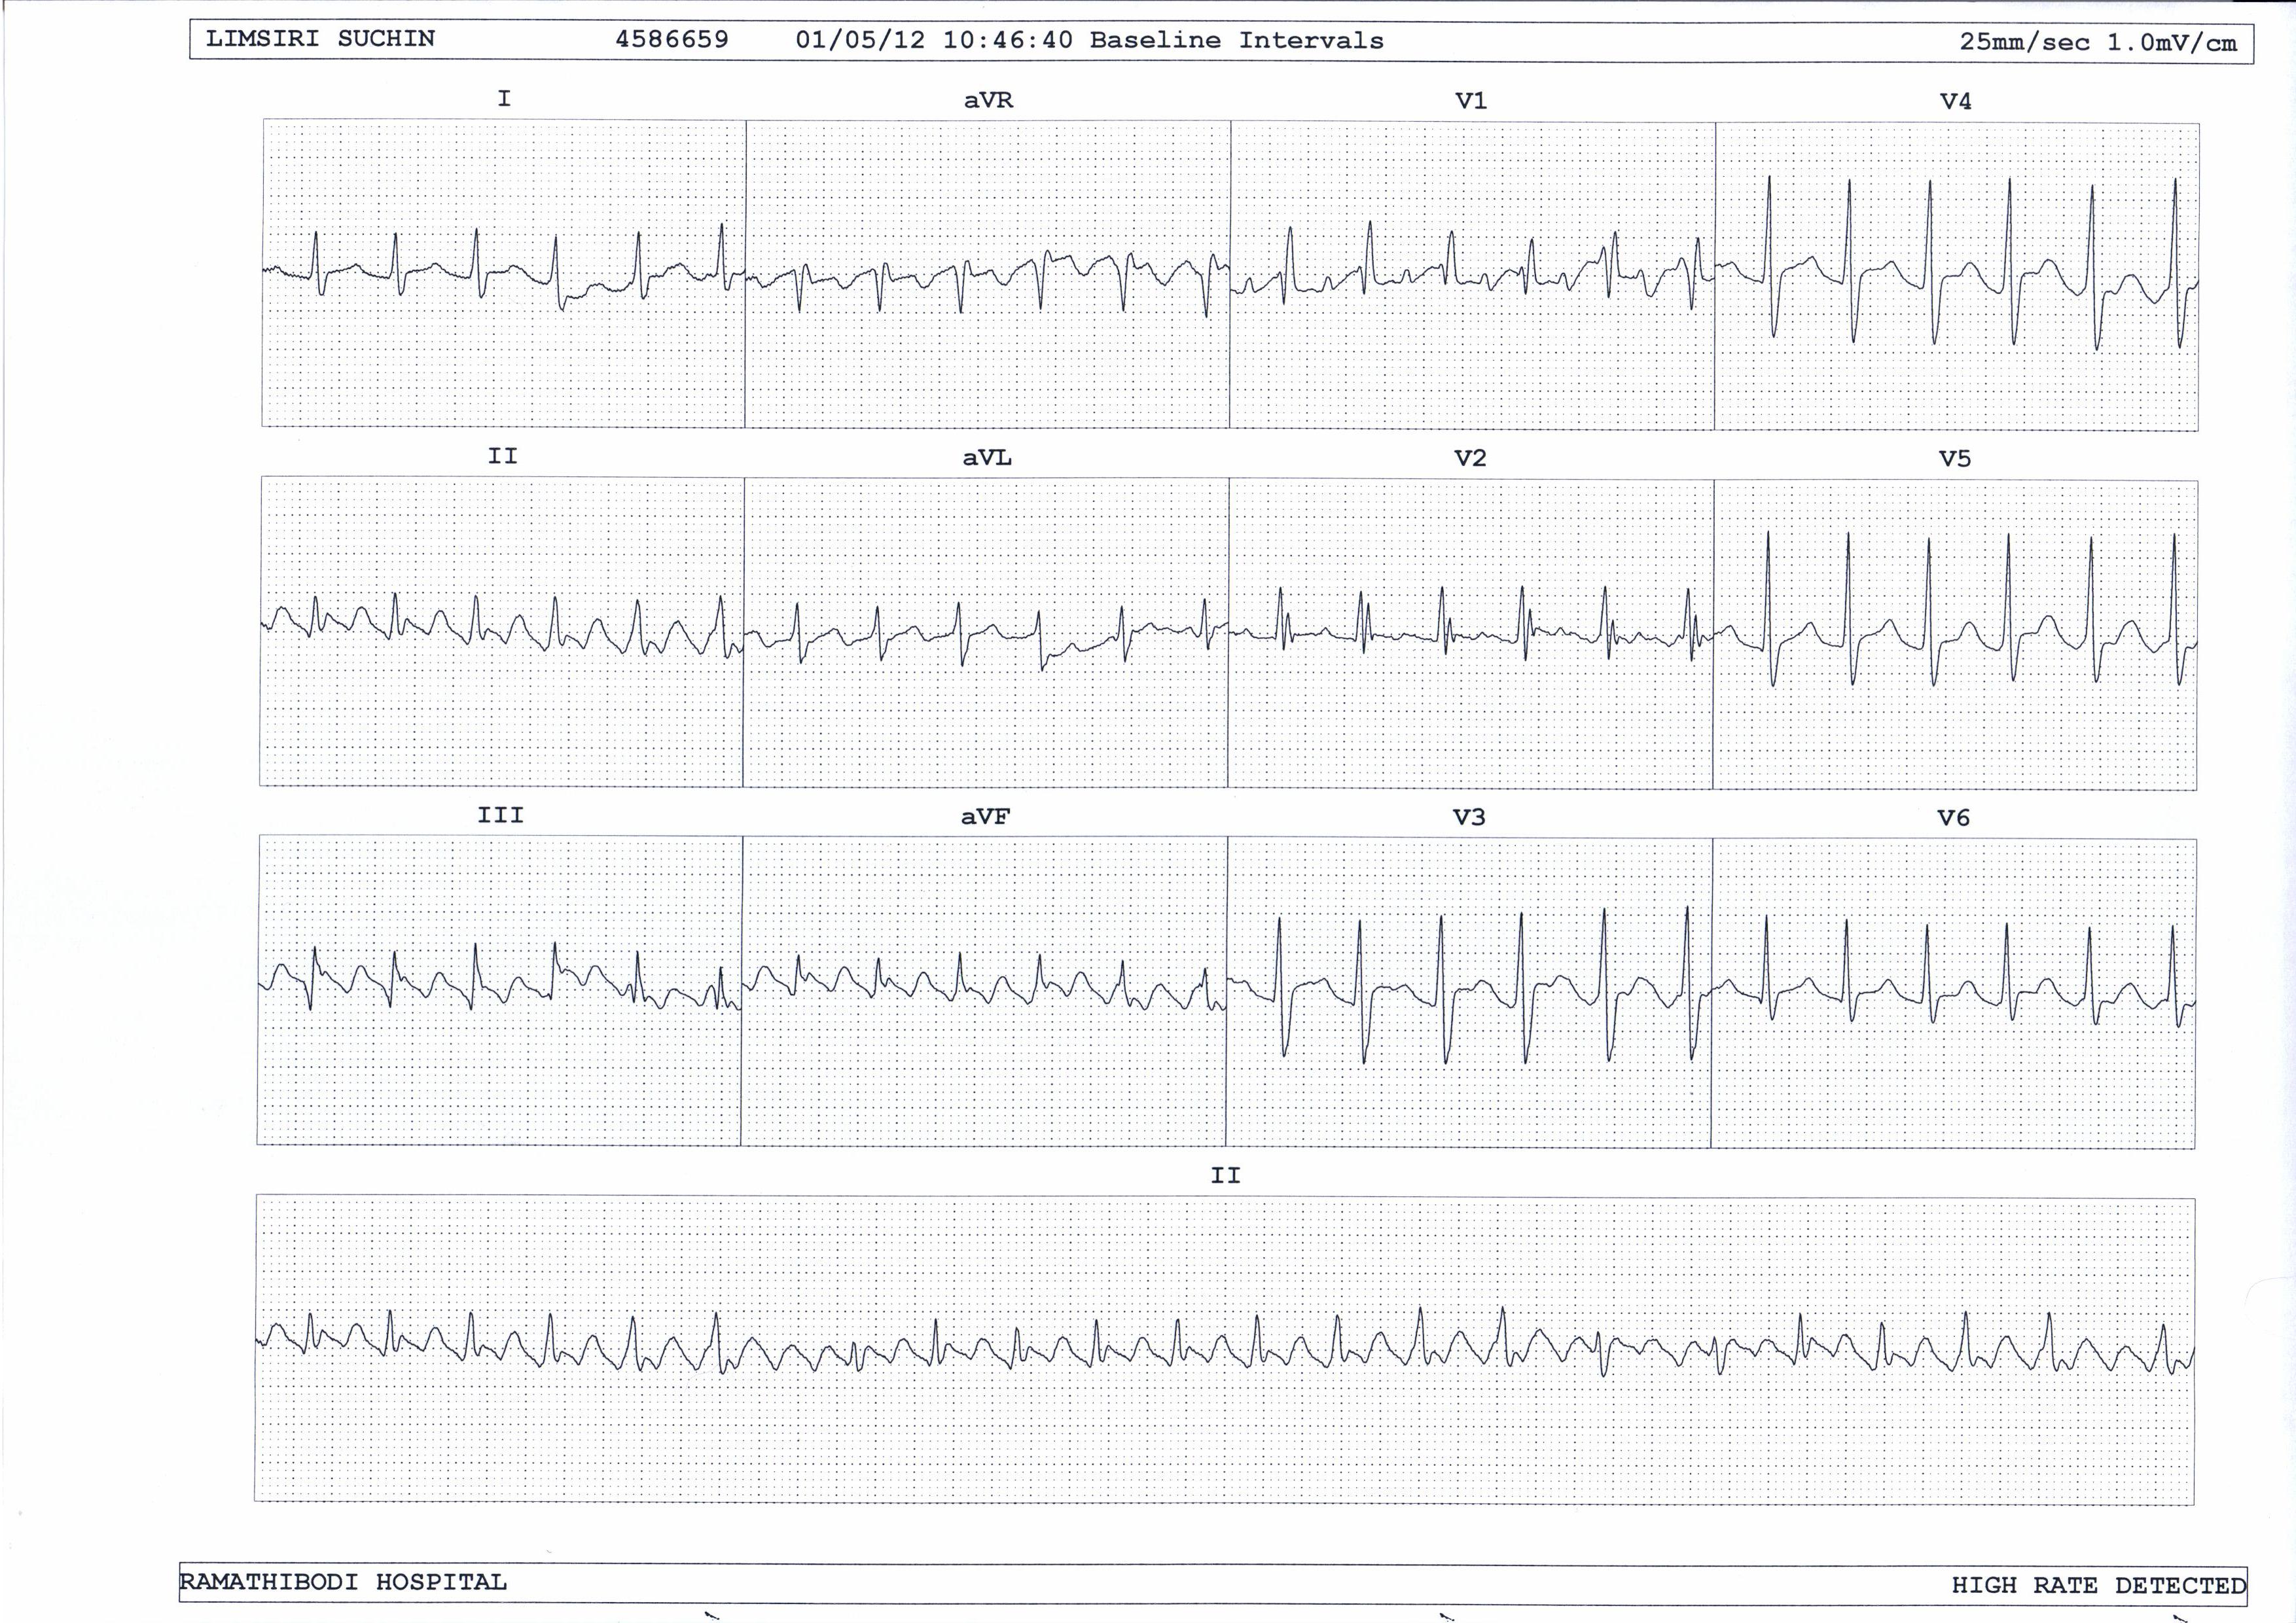 LIMSIRI SUCHIN 4586659 01/05/12 10:46:40 Baseline Intervals 25mm/sec 1.0mV/cm
I aVR V1 V4
II aVL V2 V5
III aVF V3 V6
II
RAMATHIBODI HOSPITAL HIGH RATE DETECTED